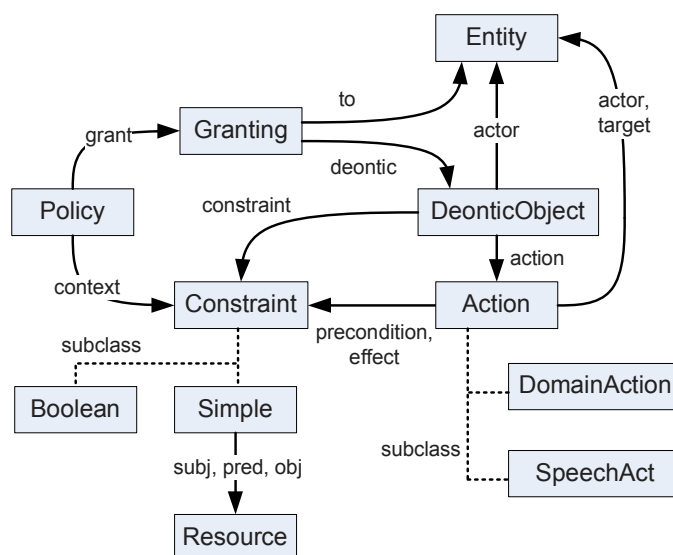 Entity
to
actor,
target
grant
Granting
actor
deontic
Policy
constraint
DeonticObject
action
context
Constraint
Action
precondition,
effect
subclass
Boolean
Simple
DomainAction
subclass
subj, pred, obj
SpeechAct
Resource